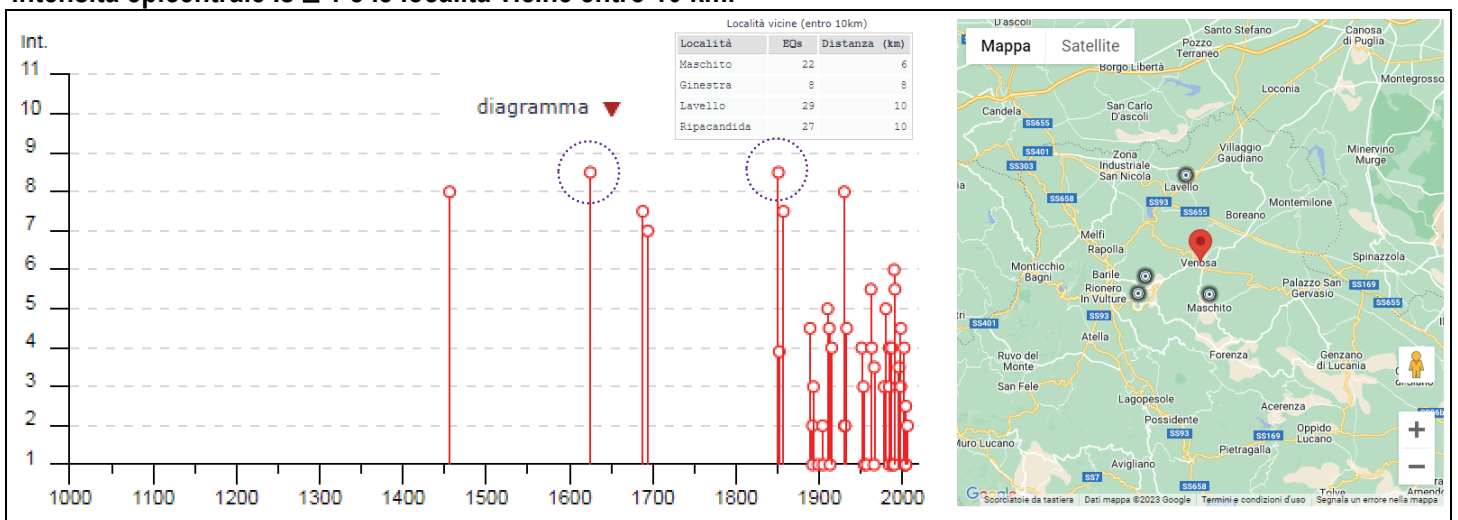 Int.
11
10
9
8
7
6
5
4
3
2
1
1000 1100 1200 1300 1400 1500 1600 1700 1800 1900 2000
diagramma
Località vicine (entro 10km)
Località EQs Distanza (km)
Maschito 22 6
Ginestra 8 8
Lavello 29 10
Ripacandida 27 10
Mappa Satellite
D'ascoli
Santo Stefano
Canosa
di Puglia
Pozzo
Terraneo
Borgo Libertà
Montegrosso
Loconia
Candela
San Carlo
D'ascoli
SS655
SS401
SS303
Zona
Industriale
San Nicola
Villaggio
Gaudiano
Minervino
Murge
Lavello
SS658
SS93
SS655
Montemilone
Boreano
Melfi
Rapolla
Venosa
Spinazzola
Monticchio
Bagni
Barile
Rionero
In Vulture
Palazzo San
Gervasio
SS169
SS655
Maschito
SS93
SS401
Atella
Ruvo del
Monte
Forenza
Genzano
di Lucania
San Fele
Lagopesole
Acerenza
Possidente
SS93
SS169
Oppido
Lucano
Muro Lucano
Pietragalla
Avigliano
SS7
SS658
Tolve
Google
Scorciatoie da tastiera Dati mappa ©2023 Google Termini e condizioni d'uso Segnala un errore nella mappa